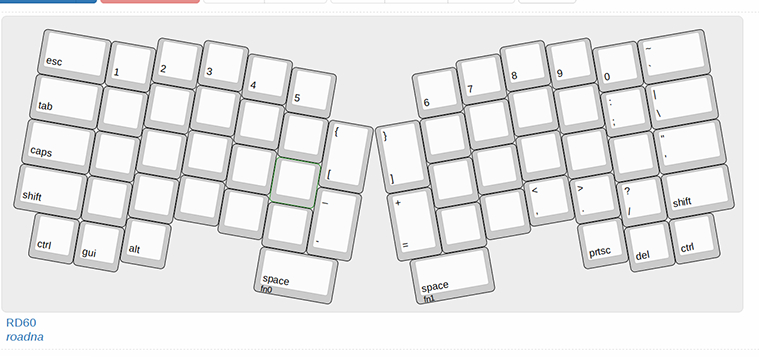 esc
1
2
3
4
5
6
7
8
9
0
~
`
tab
:
;
|
\
caps
{
[
}
]
"
'
shift
_
-
+
=
<
,
>
.
?
/
shift
ctrl
gui
alt
prtsc
del
ctrl
space
fn0
space
fn1
RD60
roadna